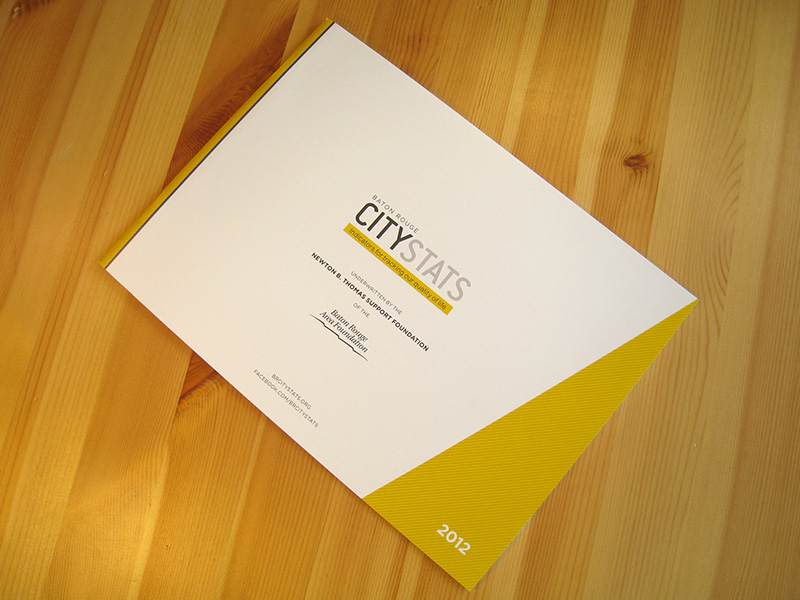 BATON ROUGE
CITYSTATS
Indicators for tracking our quality of life
UNDERWRITTEN BY THE
NEWTON B. THOMAS SUPPORT FOUNDATION
OF THE
Baton Rouge
Area Foundation
BRCITYSTATS.ORG
FACEBOOK.COM/BRCITYSTATS
2012